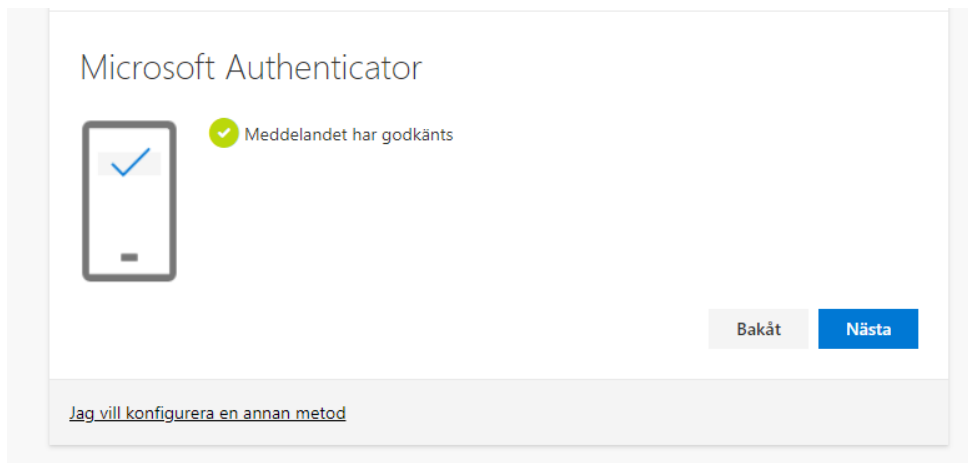 Microsoft Authenticator
Meddelandet har godkänts
Bakåt Nästa
Jag vill konfigurera en annan metod